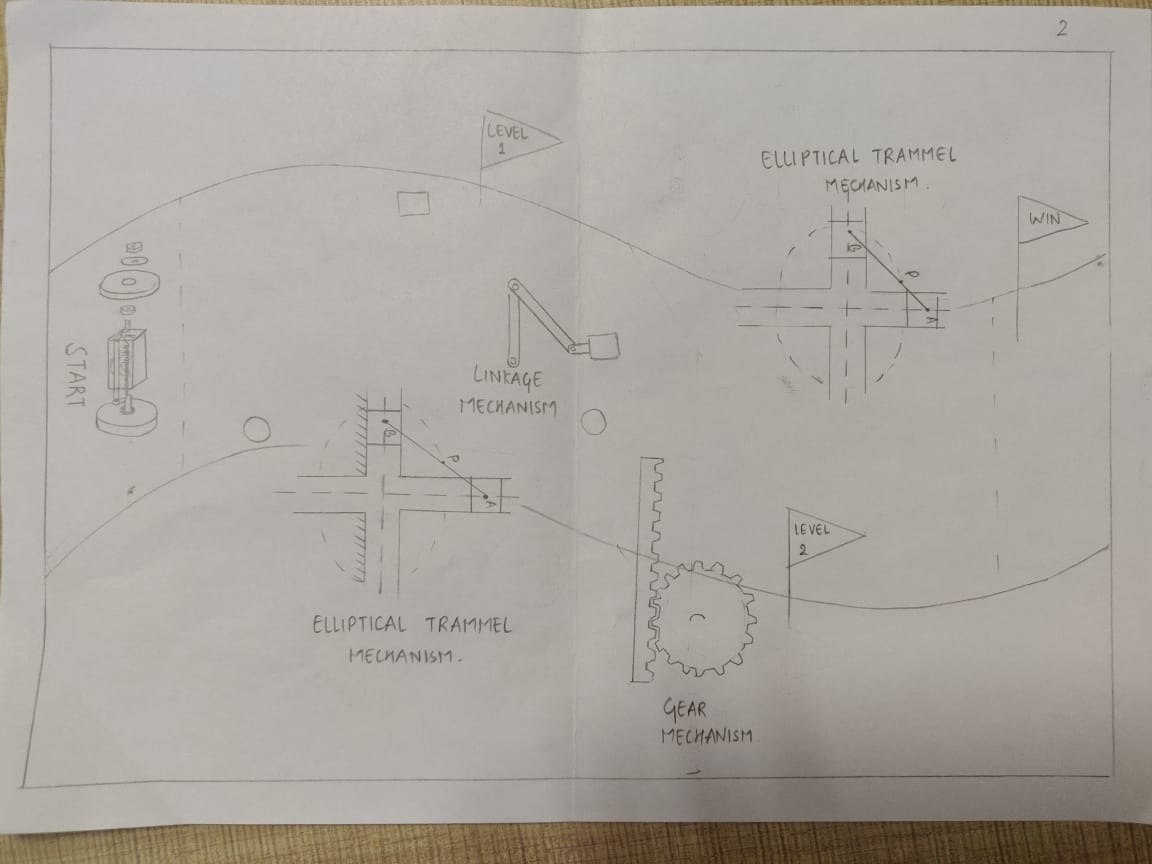 2
LEVEL
1
ELLIPTICAL TRAMMEL
MECHANISM.
WIN
B
P
A
START
LINKAGE
MECHANISM
B
P
A
LEVEL
2
ELLIPTICAL TRAMMEL
MECHANISM.
GEAR
MECHANISM